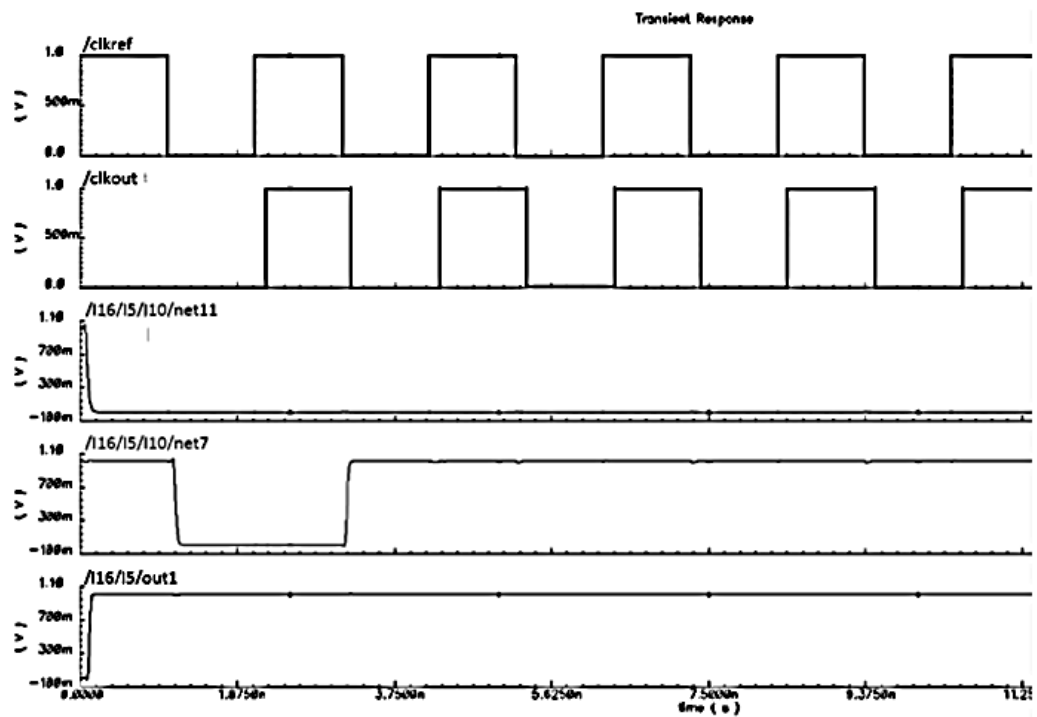 Transient Response
/clkref
1.0
500m
0.0
(V)
/clkout
1.0
500m
0.0
(V)
/I16/I5/I10/net11
1.10
700m
300m
-100m
(V)
/I16/I5/I10/net7
1.10
700m
300m
-100m
(V)
/I16/I5/out1
1.10
700m
300m
-100m
(V)
0.0000 1.8750n 3.7500n 5.6250n 7.5000n 9.3750n 11.25
time ( s )